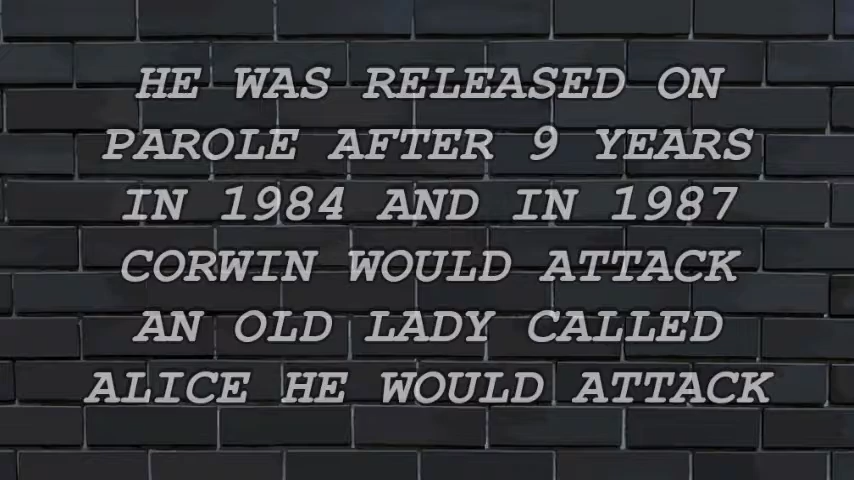 HE WAS RELEASED ON
PAROLE AFTER 9 YEARS
IN 1984 AND IN 1987
CORWIN WOULD ATTACK
AN OLD LADY CALLED
ALICE HE WOULD ATTACK